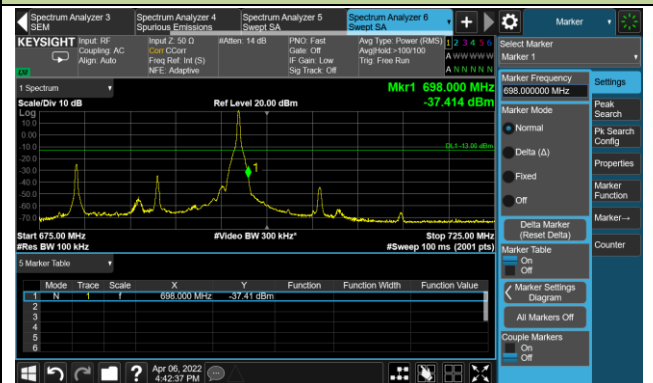 Spectrum Analyzer 3
SEM
Spectrum Analyzer 4
Spurious Emissions
Spectrum Analyzer 5
Swept SA
Spectrum Analyzer 6
Swept SA
Marker
KEYSIGHT
Input: RF
Coupling: AC
Align: Auto
Input Z: 50 Ω
Corr CCorr
Freq Ref: Int (S)
NFE: Adaptive
#Atten: 14 dB
PNO: Fast
Gate: Off
IF Gain: Low
Sig Track: Off
Avg Type: Power (RMS)
Avg|Hold:>100/100
Trig: Free Run
1 2 3 4 5 6
A W W W W W
A N N N N N
LXI
1 Spectrum
Scale/Div 10 dB
Ref Level 20.00 dBm
Mkr1 698.000 MHz
-37.414 dBm
Log
10.0
0.00
-10.0
-20.0
-30.0
-40.0
-50.0
-60.0
-70.0
DL1 -13.00 dBm
1
Start 675.00 MHz
#Video BW 300 kHz*
Stop 725.00 MHz
#Res BW 100 kHz
#Sweep 100 ms (2001 pts)
5 Marker Table
Mode Trace Scale X Y Function Function Width Function Value
1 N 1 f 698.000 MHz -37.41 dBm
2
3
4
5
6
Apr 06, 2022
4:42:37 PM
Select Marker
Marker 1
Marker Frequency
698.000000 MHz
Marker Mode
Normal
Delta (Δ)
Fixed
Off
Delta Marker
(Reset Delta)
Marker Table
On
Off
Marker Settings
Diagram
All Markers Off
Couple Markers
On
Off
Settings
Peak
Search
Pk Search
Config
Properties
Marker
Function
Marker→
Counter